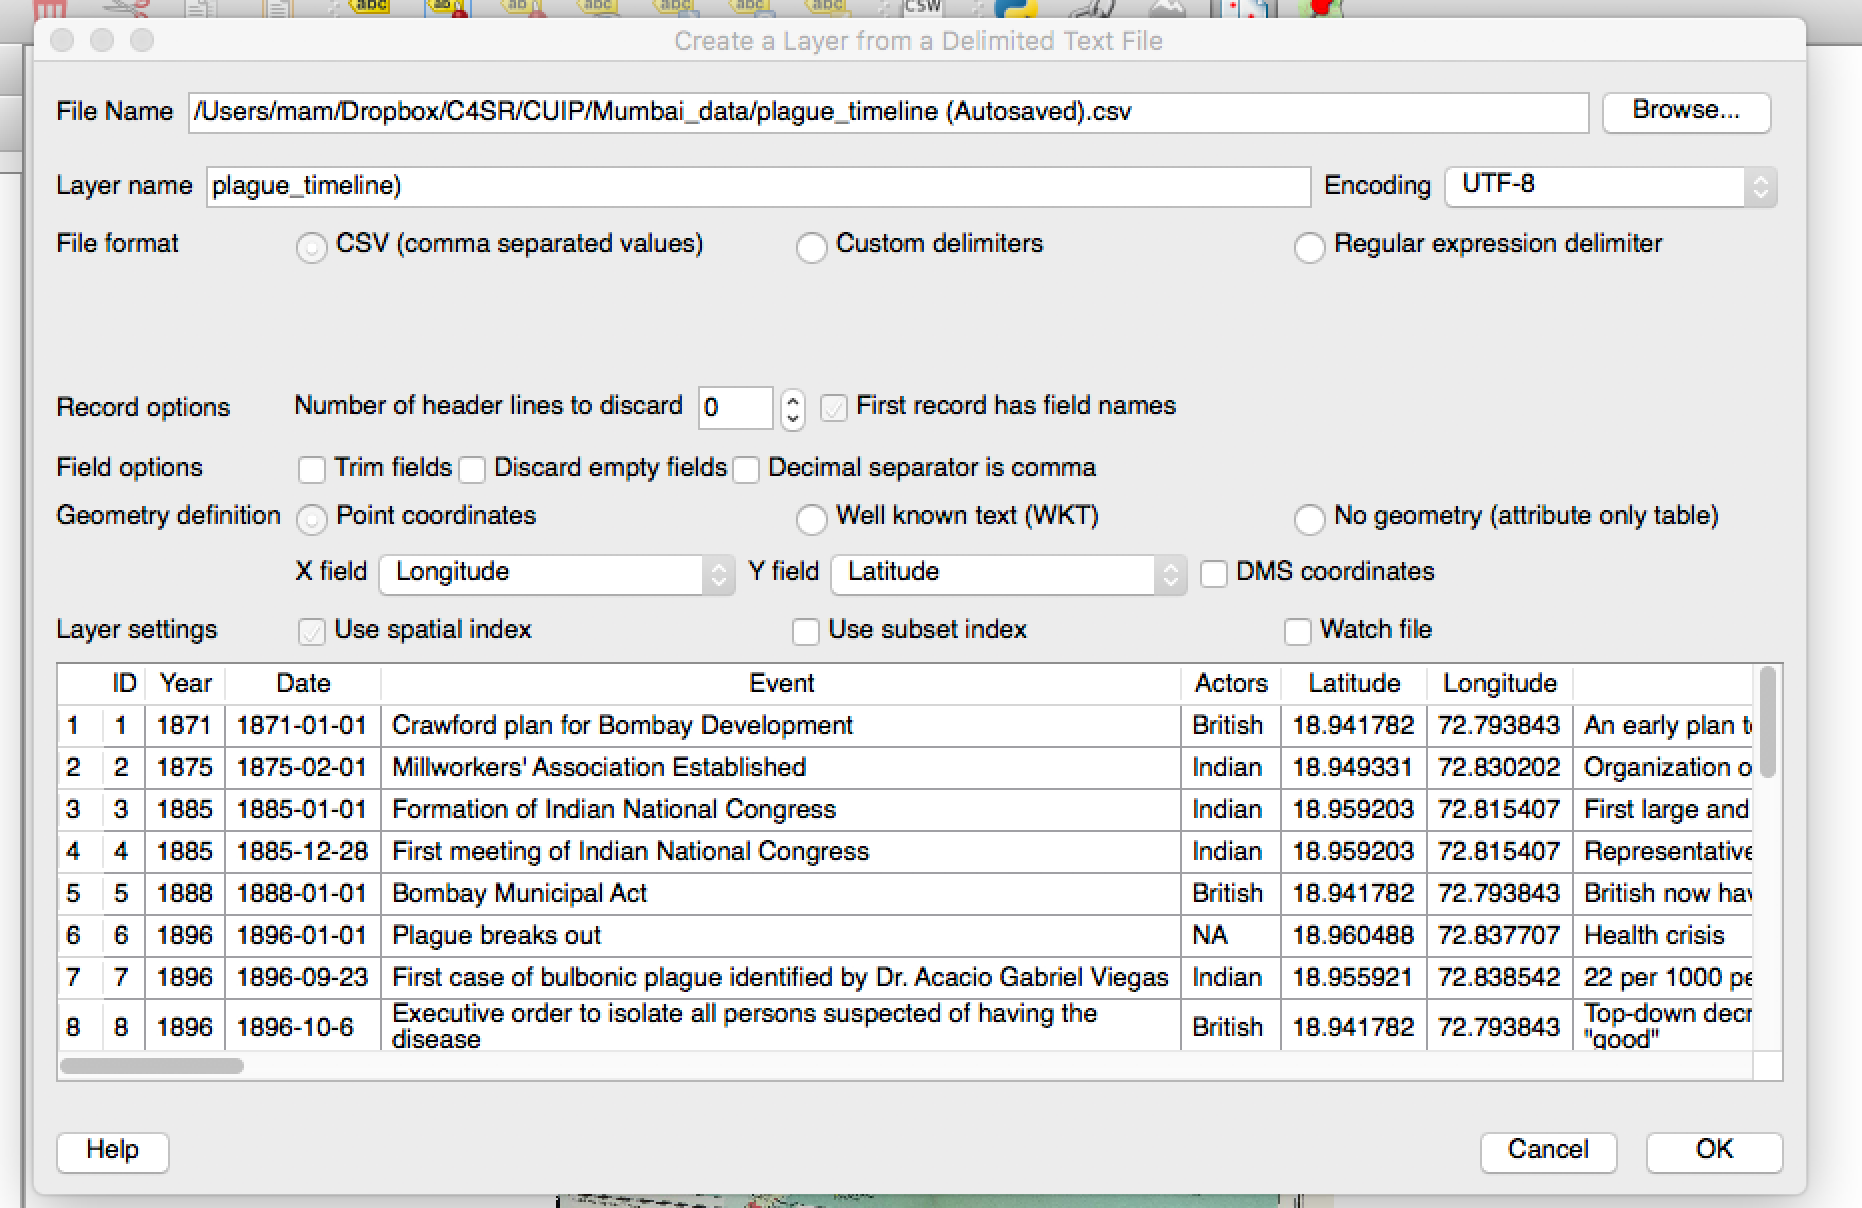 abc ab ab abc abc abc abc CSW
Create a Layer from a Delimited Text File
File Name /Users/mam/Dropbox/C4SR/CUIP/Mumbai_data/plague_timeline (Autosaved).csv Browse...
Layer name plague_timeline) Encoding UTF-8
File format CSV (comma separated values) Custom delimiters Regular expression delimiter
Record options Number of header lines to discard 0 First record has field names
Field options Trim fields Discard empty fields Decimal separator is comma
Geometry definition Point coordinates Well known text (WKT) No geometry (attribute only table)
X field Longitude Y field Latitude DMS coordinates
Layer settings Use spatial index Use subset index Watch file
ID Year Date Event Actors Latitude Longitude
1 1 1871 1871-01-01 Crawford plan for Bombay Development British 18.941782 72.793843 An early plan t
2 2 1875 1875-02-01 Millworkers' Association Established Indian 18.949331 72.830202 Organization o
3 3 1885 1885-01-01 Formation of Indian National Congress Indian 18.959203 72.815407 First large and
4 4 1885 1885-12-28 First meeting of Indian National Congress Indian 18.959203 72.815407 Representative
5 5 1888 1888-01-01 Bombay Municipal Act British 18.941782 72.793843 British now hav
6 6 1896 1896-01-01 Plague breaks out NA 18.960488 72.837707 Health crisis
7 7 1896 1896-09-23 First case of bulbonic plague identified by Dr. Acacio Gabriel Viegas Indian 18.955921 72.838542 22 per 1000 pe
8 8 1896 1896-10-6 Executive order to isolate all persons suspected of having the British 18.941782 72.793843 Top-down decr
disease "good"
Help Cancel OK